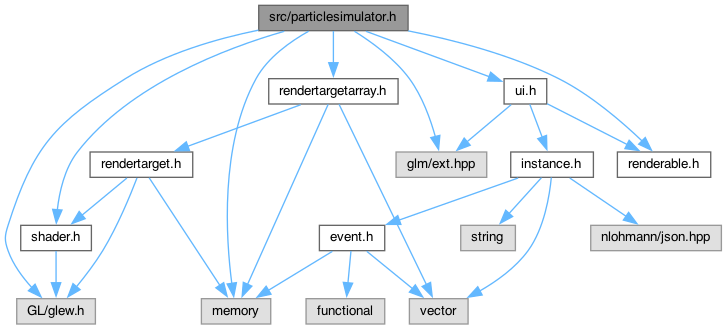 src/particlesimulator.h
rendertargetarray.h
ui.h
rendertarget.h
glm/ext.hpp
instance.h
renderable.h
shader.h
event.h
string
nlohmann/json.hpp
GL/glew.h
memory
functional
vector